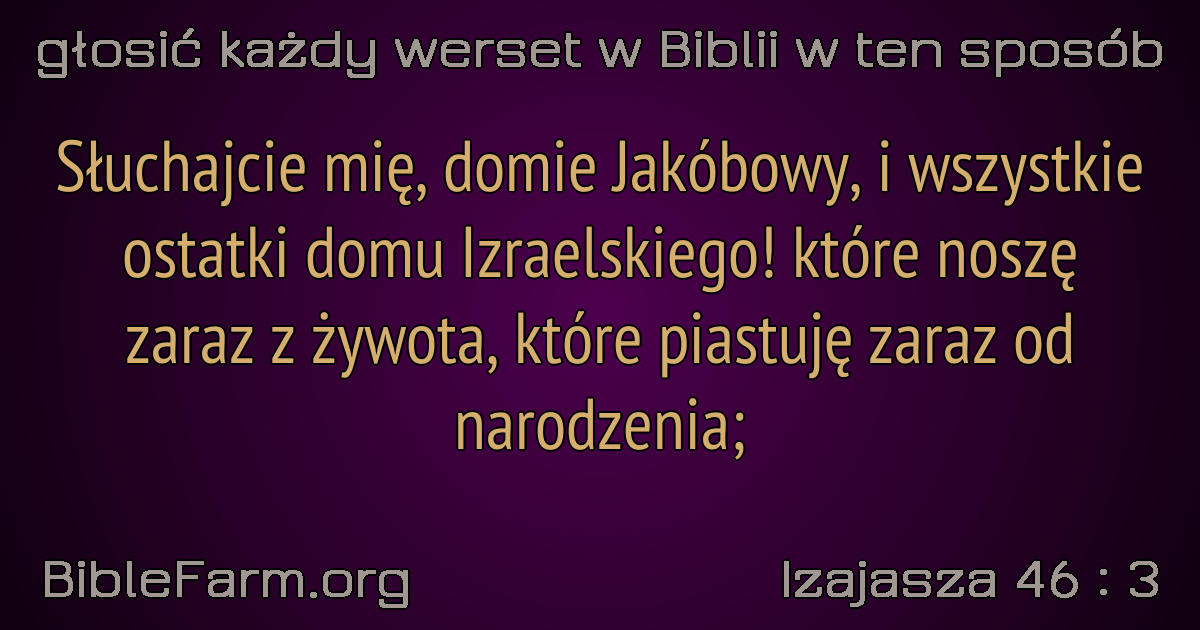 głosić każdy werset w Biblii w ten sposób
Słuchajcie mię, domie Jakóbowy, i wszystkie
ostatki domu Izraelskiego! które noszę
zaraz z żywota, które piastuję zaraz od
narodzenia;
BibleFarm.org
Izajasza 46 : 3